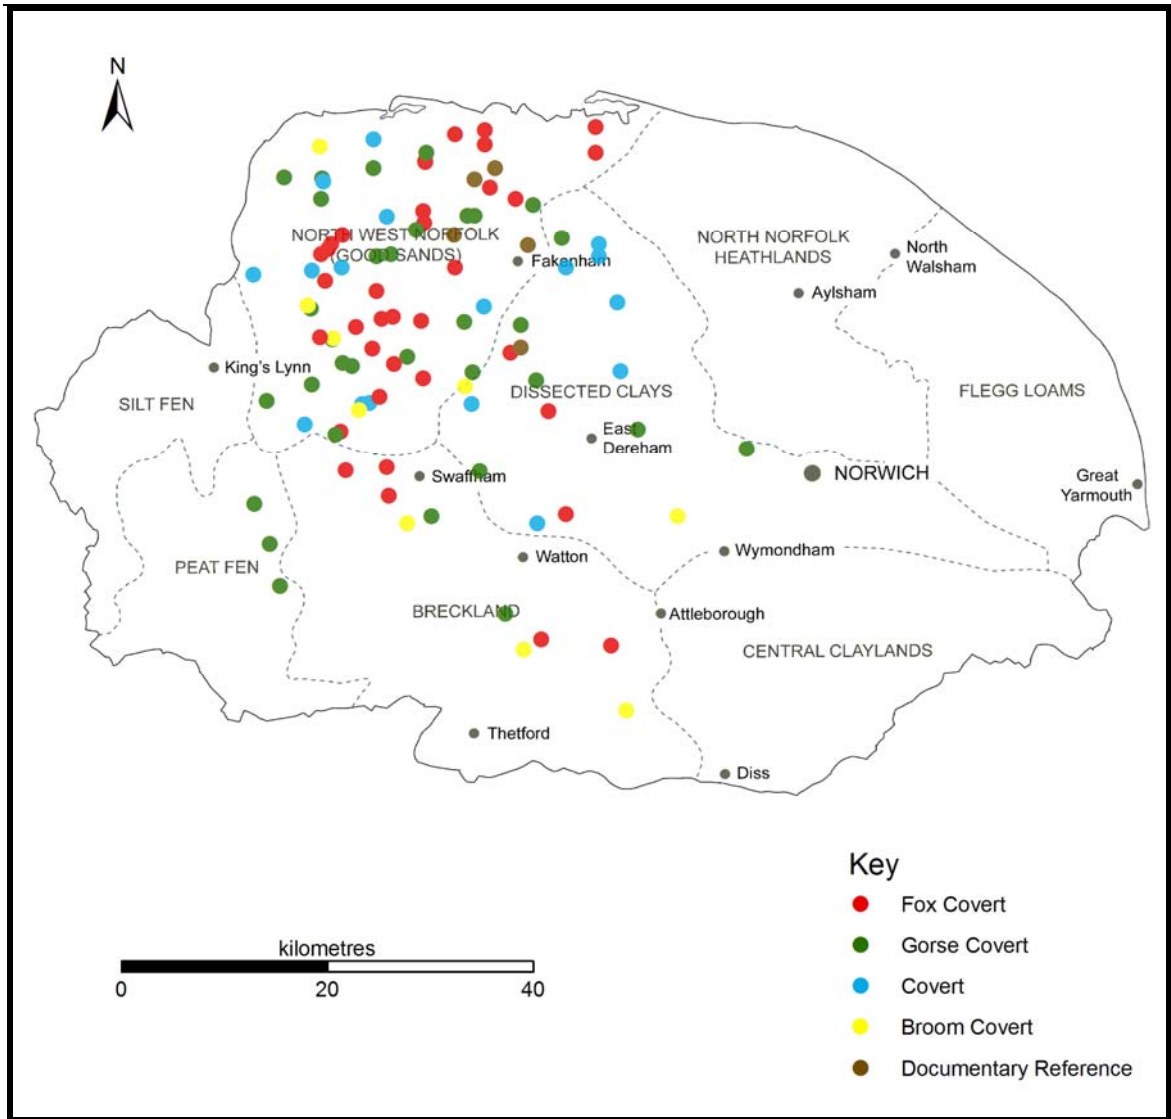 N
NORTH WEST NORFOLK
(GOOD SANDS)
NORTH NORFOLK
HEATHLANDS
North
Walsham
Fakenham
Aylsham
King's Lynn
SILT FEN
DISSECTED CLAYS
FLEGG LOAMS
East
Dereham
Swaffham
NORWICH
Great
Yarmouth
PEAT FEN
Watton
Wymondham
BRECKLAND
Attleborough
CENTRAL CLAYLANDS
Thetford
Diss
Key
Fox Covert
Gorse Covert
Covert
Broom Covert
Documentary Reference
kilometres
0 20 40